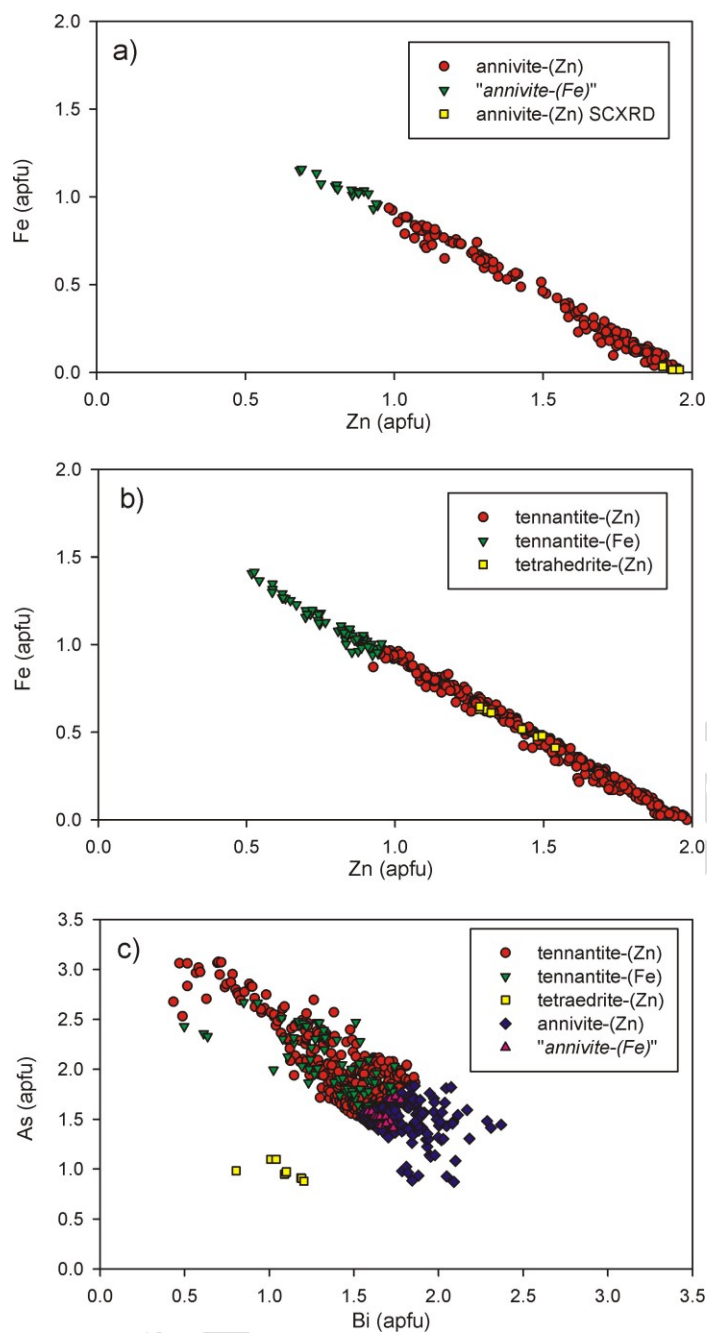 2.0
a)
annivite-(Zn)
"annivite-(Fe)"
annivite-(Zn) SCXRD
1.5
1.0
0.5
0.0
Fe (apfu)
0.0 0.5 1.0 1.5 2.0
Zn (apfu)
2.0
b)
tennantite-(Zn)
tennantite-(Fe)
tetrahedrite-(Zn)
1.5
1.0
0.5
0.0
Fe (apfu)
0.0 0.5 1.0 1.5 2.0
Zn (apfu)
3.5
c)
tennantite-(Zn)
tennantite-(Fe)
tetraedrite-(Zn)
annivite-(Zn)
"annivite-(Fe)"
3.0
2.5
2.0
1.5
1.0
0.5
0.0
As (apfu)
0.0 0.5 1.0 1.5 2.0 2.5 3.0 3.5
Bi (apfu)